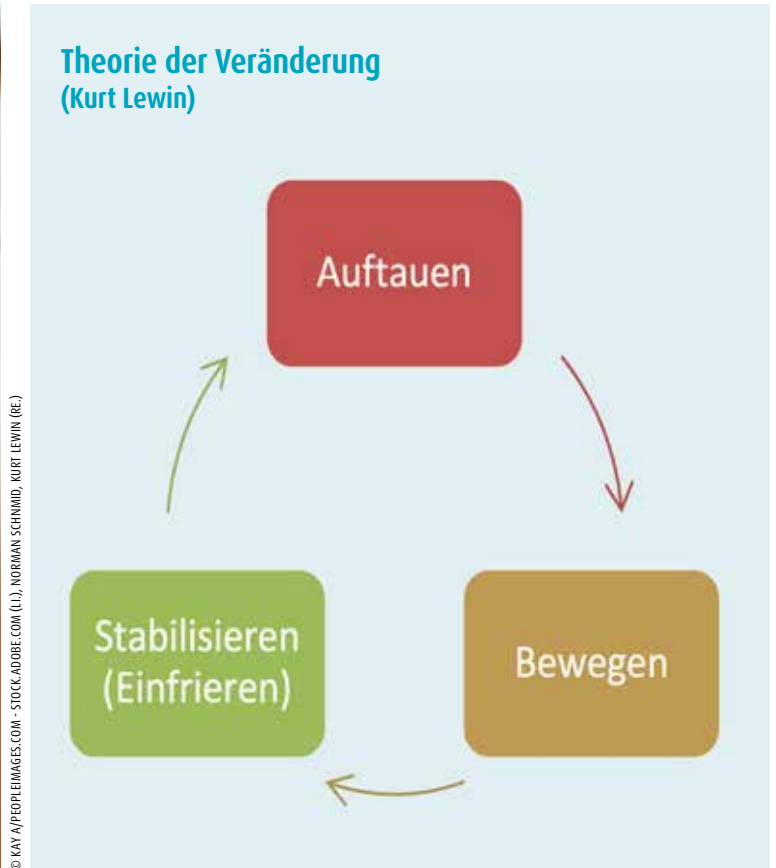 Theorie der Veränderung
(Kurt Lewin)
Auftauen
Stabilisieren
(Einfrieren)
Bewegen
© KAY A/PEOPLEIMAGES.COM - STOCK.ADOBE.COM (LI.), NORMAN SCHNMID, KURT LEWIN (RE.)